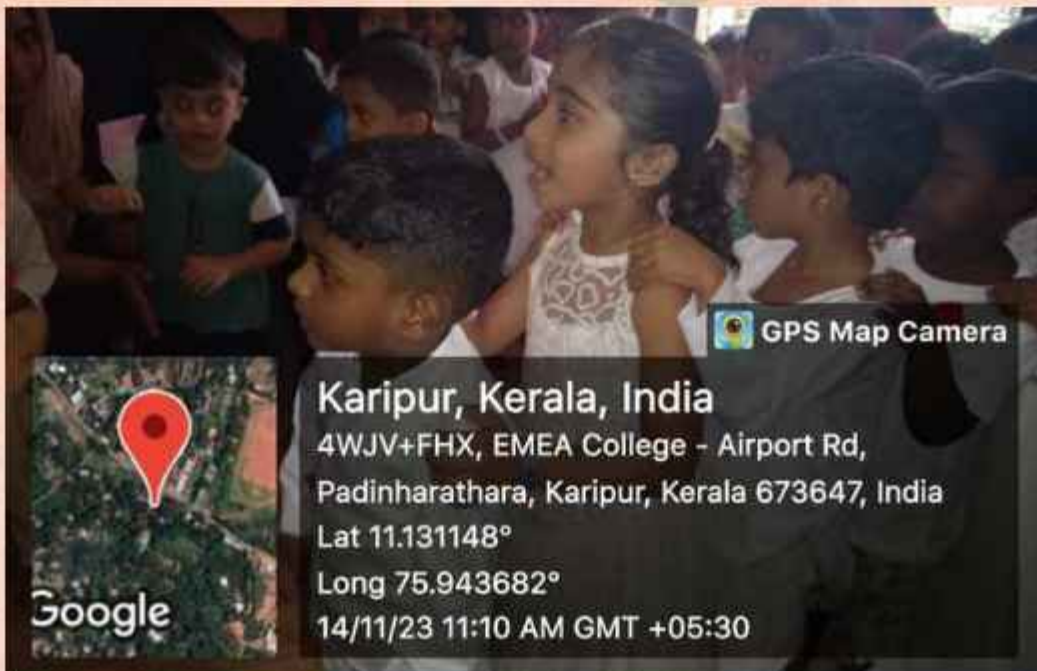 GPS Map Camera
Karipur, Kerala, India
4WJV+FHX, EMEA College - Airport Rd,
Padinharathara, Karipur, Kerala 673647, India
Lat 11.131148°
Long 75.943682°
14/11/23 11:10 AM GMT +05:30
Google